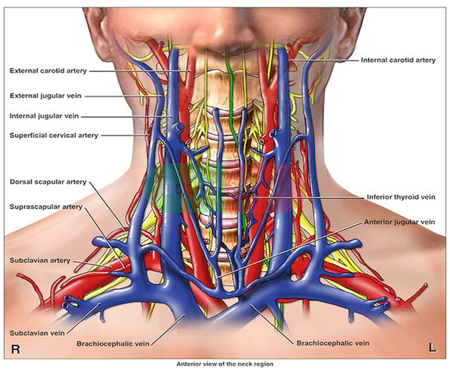 External carotid artery
External jugular vein
Internal jugular vein
Superficial cervical artery
Dorsal scapular artery
Suprascapular artery
Subclavian artery
Subclavian vein
R
Brachiocephalic vein
Internal carotid artery
Inferior thyroid vein
Anterior jugular vein
Brachiocephalic vein
L
Anterior view of the neck region